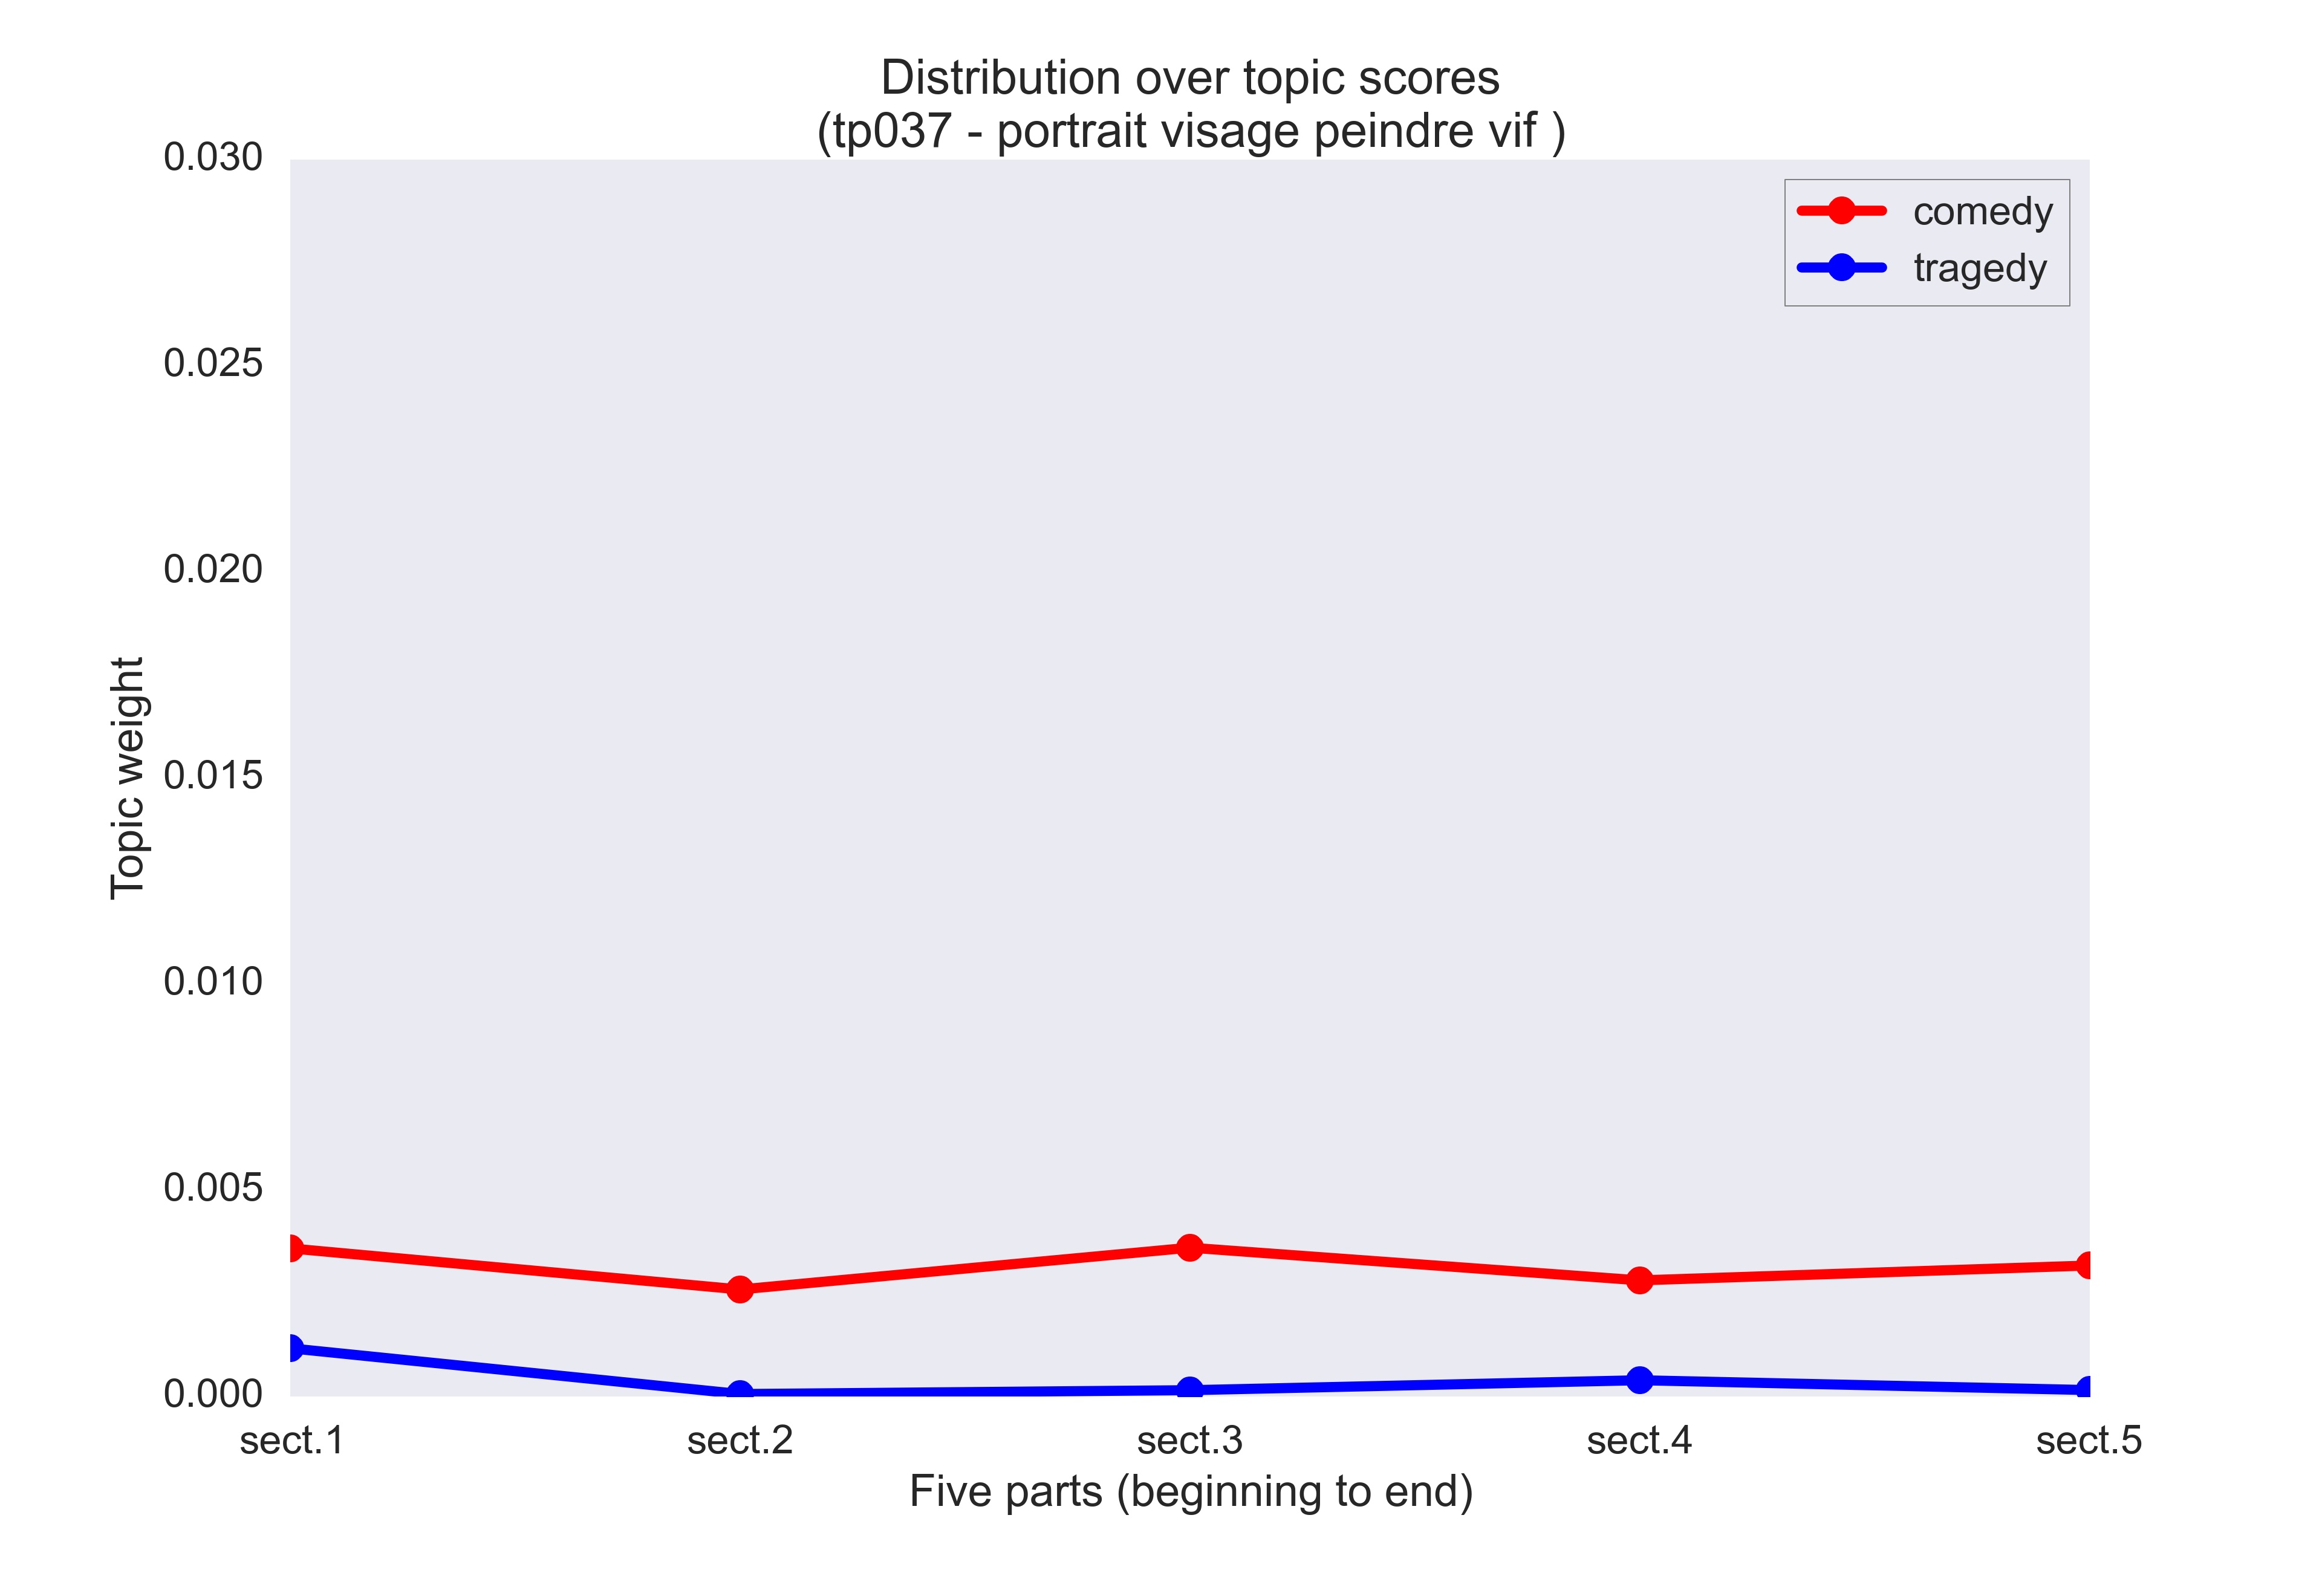 Distribution over topic scores
(tp037 - portrait visage peindre vif )
0.030
0.025
0.020
0.015
0.010
0.005
0.000
Topic weight
comedy
tragedy
sect.1 sect.2 sect.3 sect.4 sect.5
Five parts (beginning to end)